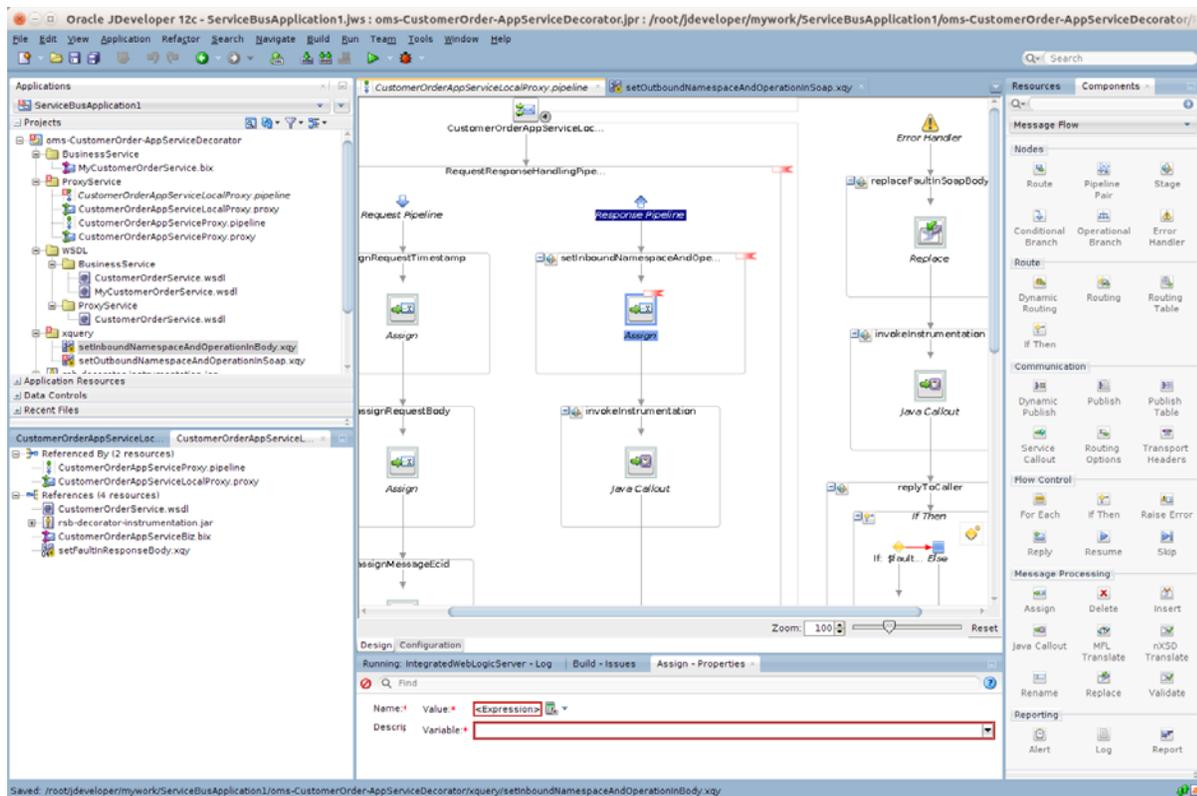 Oracle JDeveloper 12c - ServiceBusApplication1.jws : oms-CustomerOrder-AppServiceDecorator.jpr : /root/jdeveloper/mywork/ServiceBusApplication1/oms-CustomerOrder-AppServiceDecorator/
File Edit View Application Refactor Search Navigate Build Run Team Tools Window Help
Search
Applications
ServiceBusApplication1
Projects
oms-CustomerOrder-AppServiceDecorator
BusinessService
MyCustomerOrderService.bix
ProxyService
CustomerOrderAppServiceLocalProxy.pipeline
CustomerOrderAppServiceLocalProxy.proxy
CustomerOrderAppServiceProxy.pipeline
CustomerOrderAppServiceProxy.proxy
WSDL
BusinessService
CustomerOrderService.wsdl
MyCustomerOrderService.wsdl
ProxyService
CustomerOrderService.wsdl
xquery
setInboundNamespaceAndOperationInBody.xqy
setOutboundNamespaceAndOperationInSoap.xqy
Application Resources
Data Controls
Recent Files
CustomerOrderAppServiceLoc... CustomerOrderAppServiceL...
Referenced By (2 resources)
CustomerOrderAppServiceProxy.pipeline
CustomerOrderAppServiceLocalProxy.proxy
References (4 resources)
CustomerOrderService.wsdl
rsb-decorator-instrumentation.jar
CustomerOrderAppServiceBiz.bix
setFaultInResponseBody.xqy
CustomerOrderAppServiceLocalProxy.pipeline setOutboundNamespaceAndOperationInSoap.xqy
CustomerOrderAppServiceLoc...
RequestResponseHandlingPipe...
Request Pipeline
Response Pipeline
gnRequestTimestamp
Assign
setInboundNamespaceAndOpe...
Assign
ssignRequestBody
Assign
invokeInstrumentation
Java Callout
ssignMessageEcid
Error Handler
replaceFaultInSoapBody
Replace
invokeInstrumentation
Java Callout
replyToCaller
If Then
If: $fault... Else
Zoom: 100 Reset
Design Configuration
Running: IntegratedWebLogicServer - Log Build - Issues Assign - Properties
Find
Name:* Value:* <Expression>
Descrip Variable:*
Resources Components
Message Flow
Nodes
Route Pipeline Pair Stage
Conditional Branch Operational Branch Error Handler
Route
Dynamic Routing Routing Routing Table
If Then
Communication
Dynamic Publish Publish Publish Table
Service Callout Routing Options Transport Headers
Flow Control
For Each If Then Raise Error
Reply Resume Skip
Message Processing
Assign Delete Insert
Java Callout MFL Translate nXSD Translate
Rename Replace Validate
Reporting
Alert Log Report
Saved: /root/jdeveloper/mywork/ServiceBusApplication1/oms-CustomerOrder-AppServiceDecorator/xquery/setInboundNamespaceAndOperationInBody.xqy